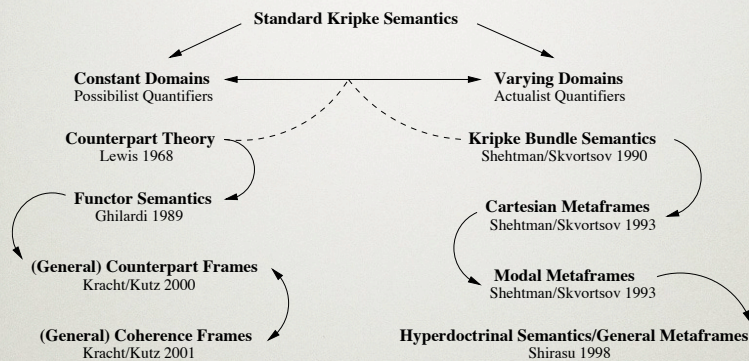 Standard Kripke Semantics
Constant Domains
Possibilist Quantifiers
Varying Domains
Actualist Quantifiers
Counterpart Theory
Lewis 1968
Kripke Bundle Semantics
Shehtman/Skvortsov 1990
Functor Semantics
Ghilardi 1989
Cartesian Metaframes
Shehtman/Skvortsov 1993
(General) Counterpart Frames
Kracht/Kutz 2000
Modal Metaframes
Shehtman/Skvortsov 1993
(General) Coherence Frames
Kracht/Kutz 2001
Hyperdoctrinal Semantics/General Metaframes
Shirasu 1998